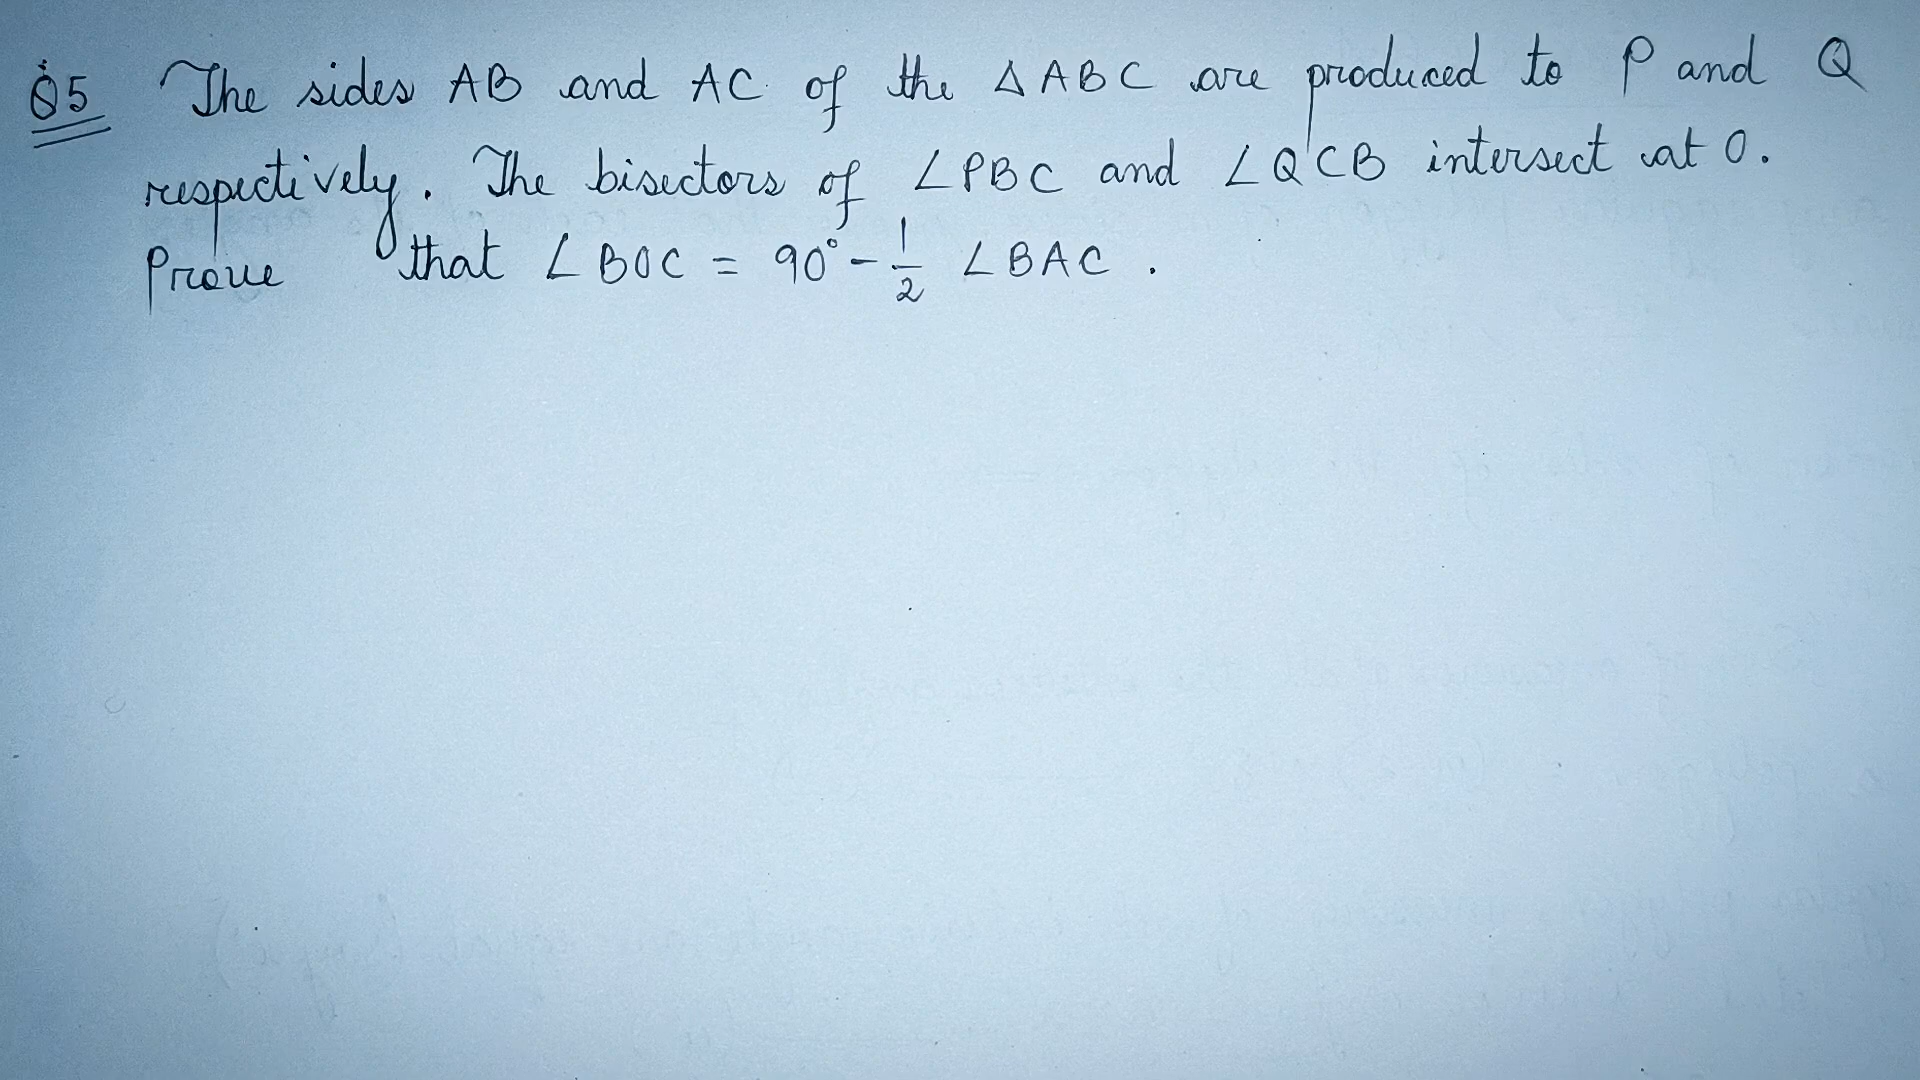 Q5 The sides AB and AC of the △ABC are produced to P and Q
respectively. The bisectors of ∠PBC and ∠QCB intersect at O.
Prove that ∠BOC = 90° - 1/2 ∠BAC .